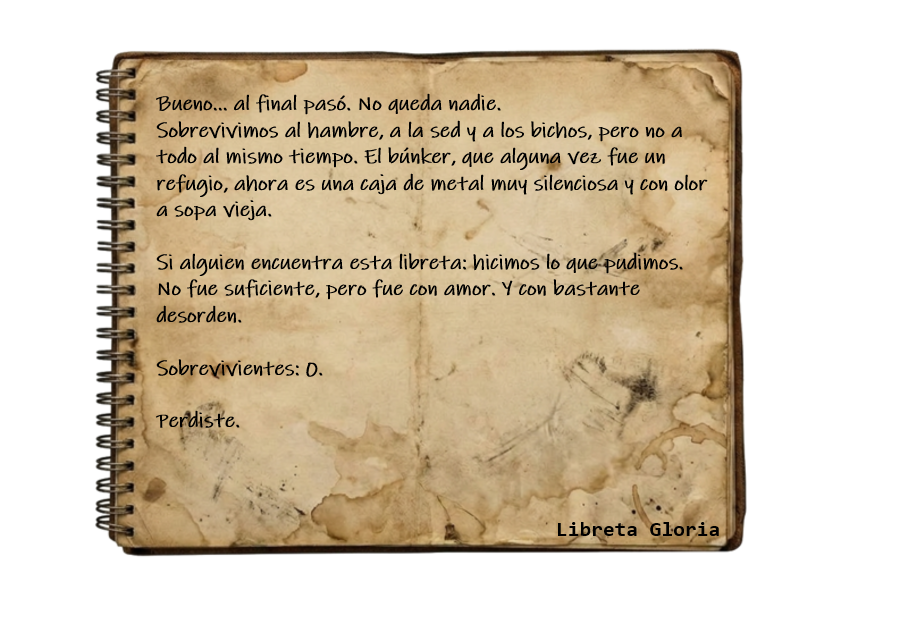 Bueno... al final pasó. No queda nadie.
Sobrevivimos al hambre, a la sed y a los bichos, pero no a
todo al mismo tiempo. El búnker, que alguna vez fue un
refugio, ahora es una caja de metal muy silenciosa y con olor
a sopa vieja.
Si alguien encuentra esta libreta: hicimos lo que pudimos.
No fue suficiente, pero fue con amor. Y con bastante
desorden.
Sobrevivientes: 0.
Perdiste.
Libreta Gloria